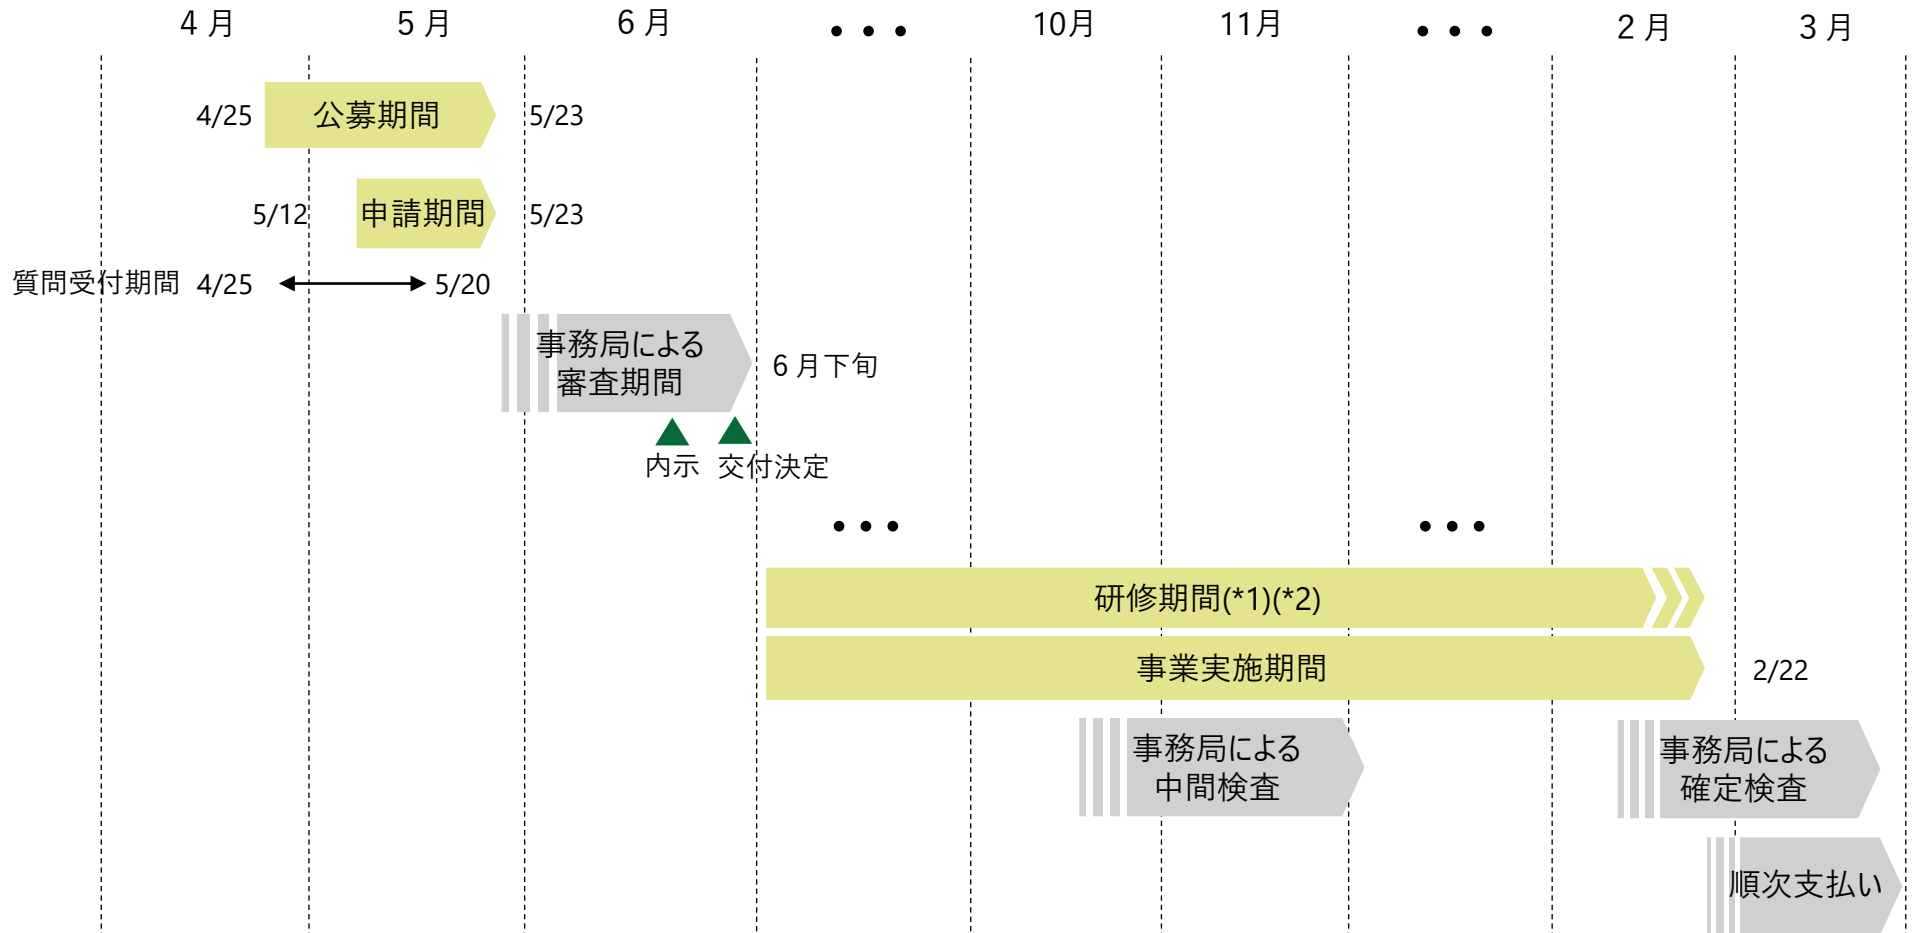 4月 5月 6月 ••• 10月 11月 ••• 2月 3月
4/25 公募期間 5/23
5/12 申請期間 5/23
質問受付期間 4/25 5/20
事務局による
審査期間
6月下旬
内示 交付決定
••• •••
研修期間(*1)(*2)
事業実施期間 2/22
事務局による
中間検査
事務局による
確定検査
順次支払い